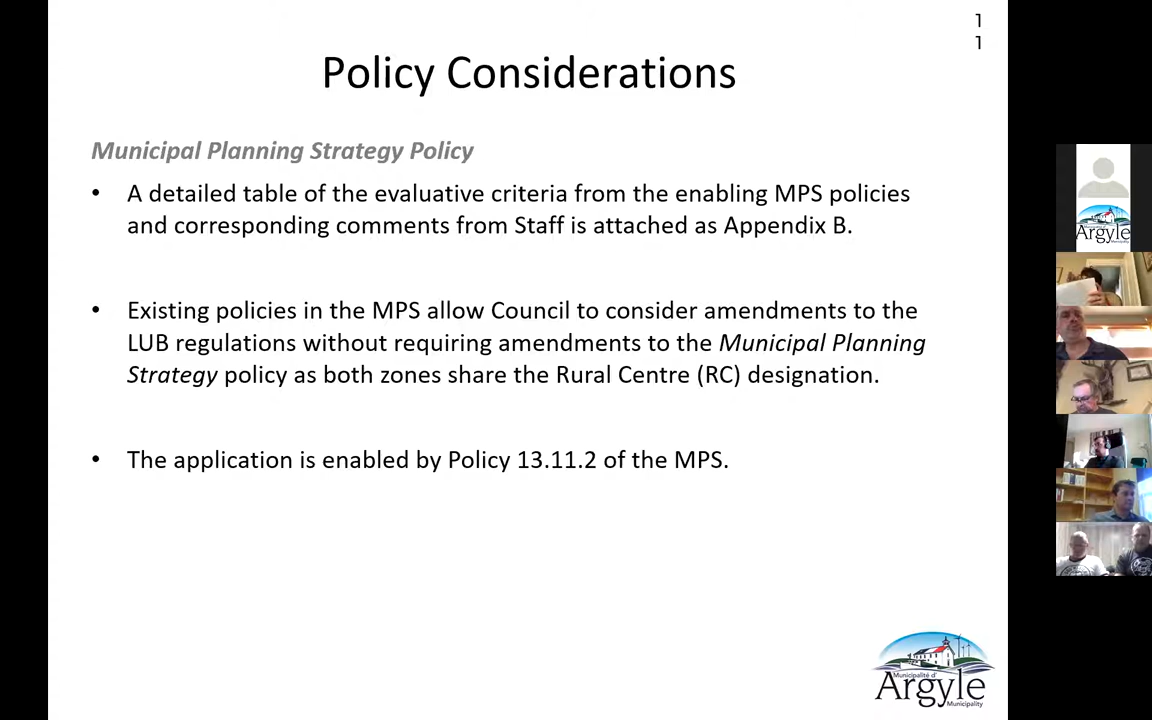 1
1
Policy Considerations
Municipal Planning Strategy Policy
• A detailed table of the evaluative criteria from the enabling MPS policies
and corresponding comments from Staff is attached as Appendix B.
• Existing policies in the MPS allow Council to consider amendments to the
LUB regulations without requiring amendments to the Municipal Planning
Strategy policy as both zones share the Rural Centre (RC) designation.
• The application is enabled by Policy 13.11.2 of the MPS.
Municipalité d'
Argyle
Municipality
Argyle